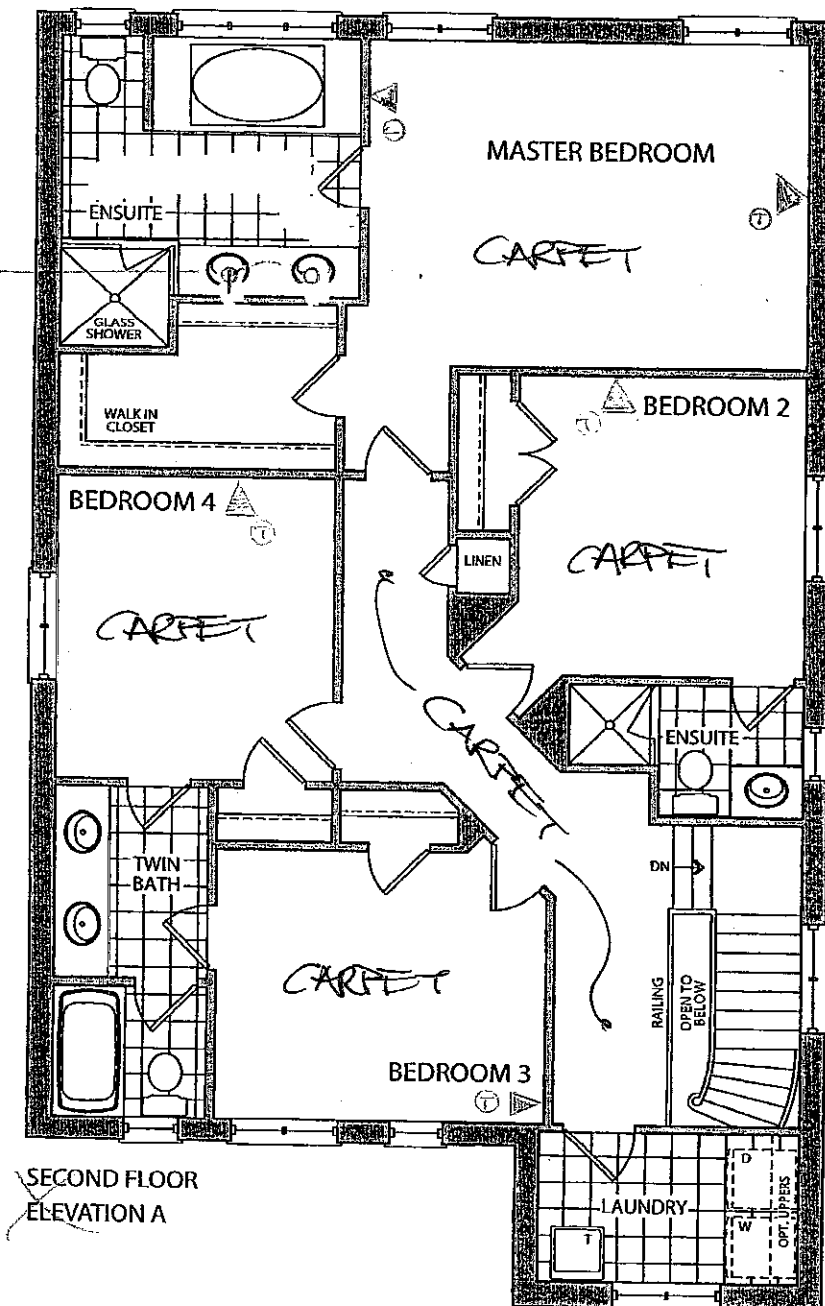 MASTER BEDROOM
T
T
ENSUITE
CARPET
GLASS
SHOWER
WALK IN
CLOSET
BEDROOM 2
T
BEDROOM 4
T
LINEN
CARPET
CARPET
CARPET
ENSUITE
TWIN
BATH
DN
CARPET
RAILING
OPEN TO
BELOW
BEDROOM 3
T
SECOND FLOOR
ELEVATION A
LAUNDRY
T
D
W
OPT. UPPERS